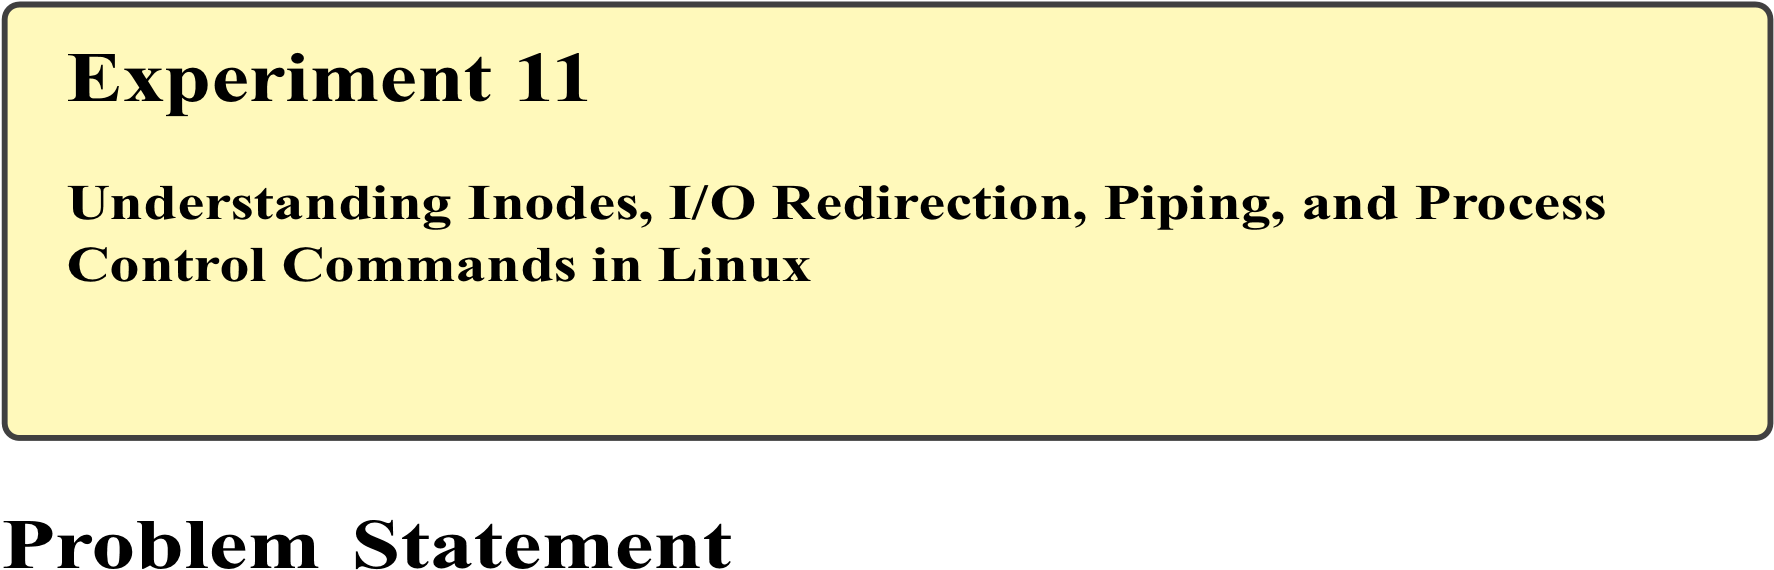 Experiment 11
Understanding Inodes, I/O Redirection, Piping, and Process
Control Commands in Linux
Problem Statement